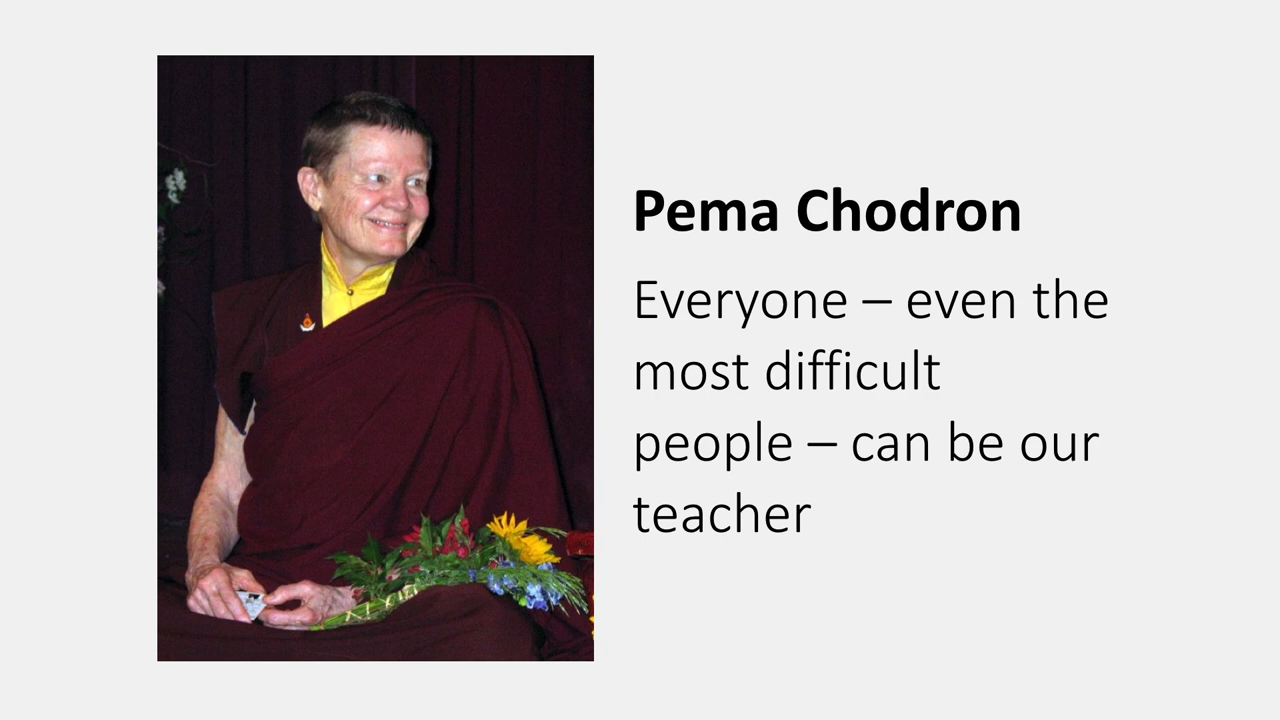 Pema Chodron
Everyone – even the
most difficult
people – can be our
teacher